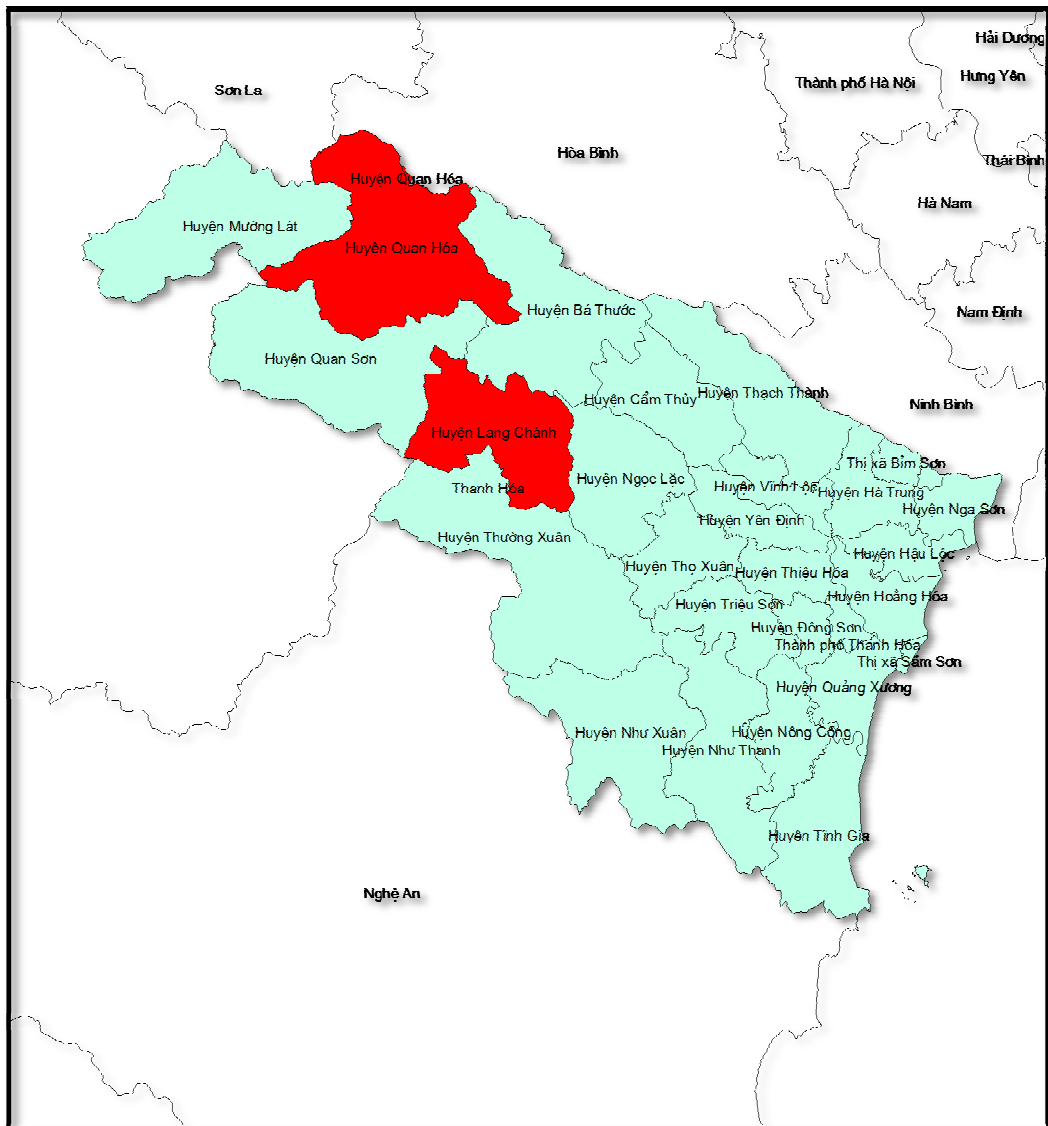 Hải Dương
Hưng Yên
Thành phố Hà Nội
Sơn La
Hòa Bình
Thái Bình
Huyện Quan Hóa
Hà Nam
Huyện Mường Lát
Huyện Quan Hóa
Huyện Bá Thước
Nam Định
Huyện Quan Sơn
Huyện Cẩm Thủy
Huyện Thạch Thành
Ninh Bình
Huyện Lang Chánh
Thị xã Bỉm Sơn
Huyện Ngọc Lặc
Thanh Hóa
Huyện Vĩnh Lộc
Huyện Hà Trung
Huyện Nga Sơn
Huyện Yên Định
Huyện Thường Xuân
Huyện Hậu Lộc
Huyện Thọ Xuân
Huyện Thiệu Hóa
Huyện Hoằng Hóa
Huyện Triệu Sơn
Huyện Đông Sơn
Thành phố Thanh Hóa
Thị xã Sầm Sơn
Huyện Quảng Xương
Huyện Như Xuân
Huyện Nông Cống
Huyện Như Thanh
Huyện Tĩnh Gia
Nghệ An